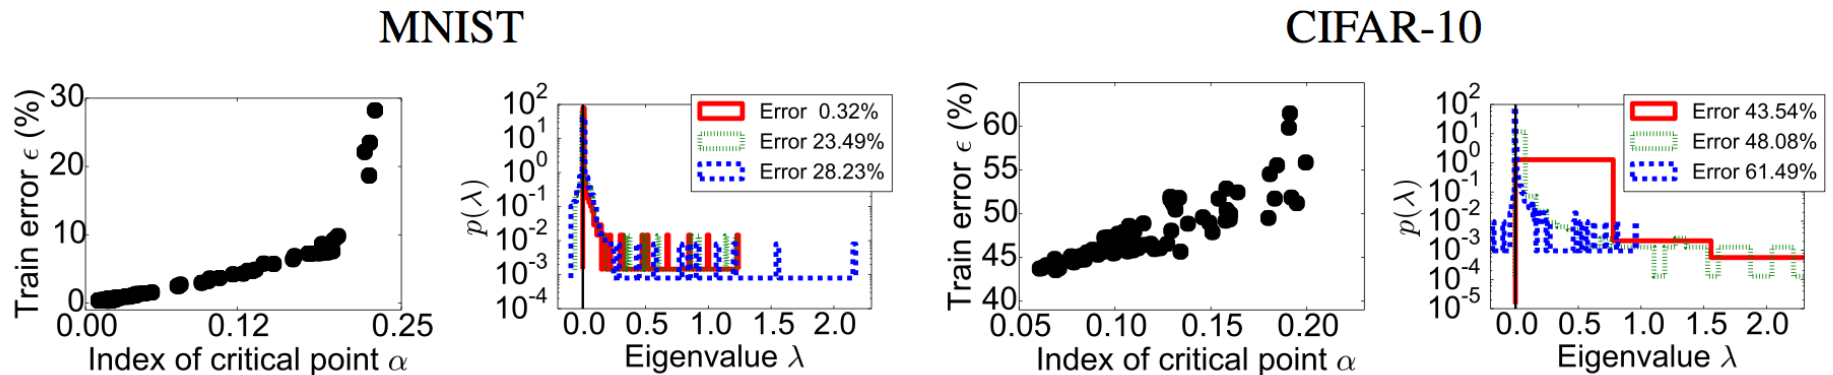 MNIST
CIFAR-10
Train error ϵ (%)
30
20
10
0
0.00
0.12
0.25
Index of critical point α
p(λ)
10²
10¹
10⁰
10⁻¹
10⁻²
10⁻³
10⁻⁴
0.0
0.5
1.0
1.5
2.0
Eigenvalue λ
Error 0.32%
Error 23.49%
Error 28.23%
Train error ϵ (%)
60
55
50
45
40
0.05
0.10
0.15
0.20
Index of critical point α
p(λ)
10²
10¹
10⁰
10⁻¹
10⁻²
10⁻³
10⁻⁴
10⁻⁵
0.0
0.5
1.0
1.5
2.0
Eigenvalue λ
Error 43.54%
Error 48.08%
Error 61.49%